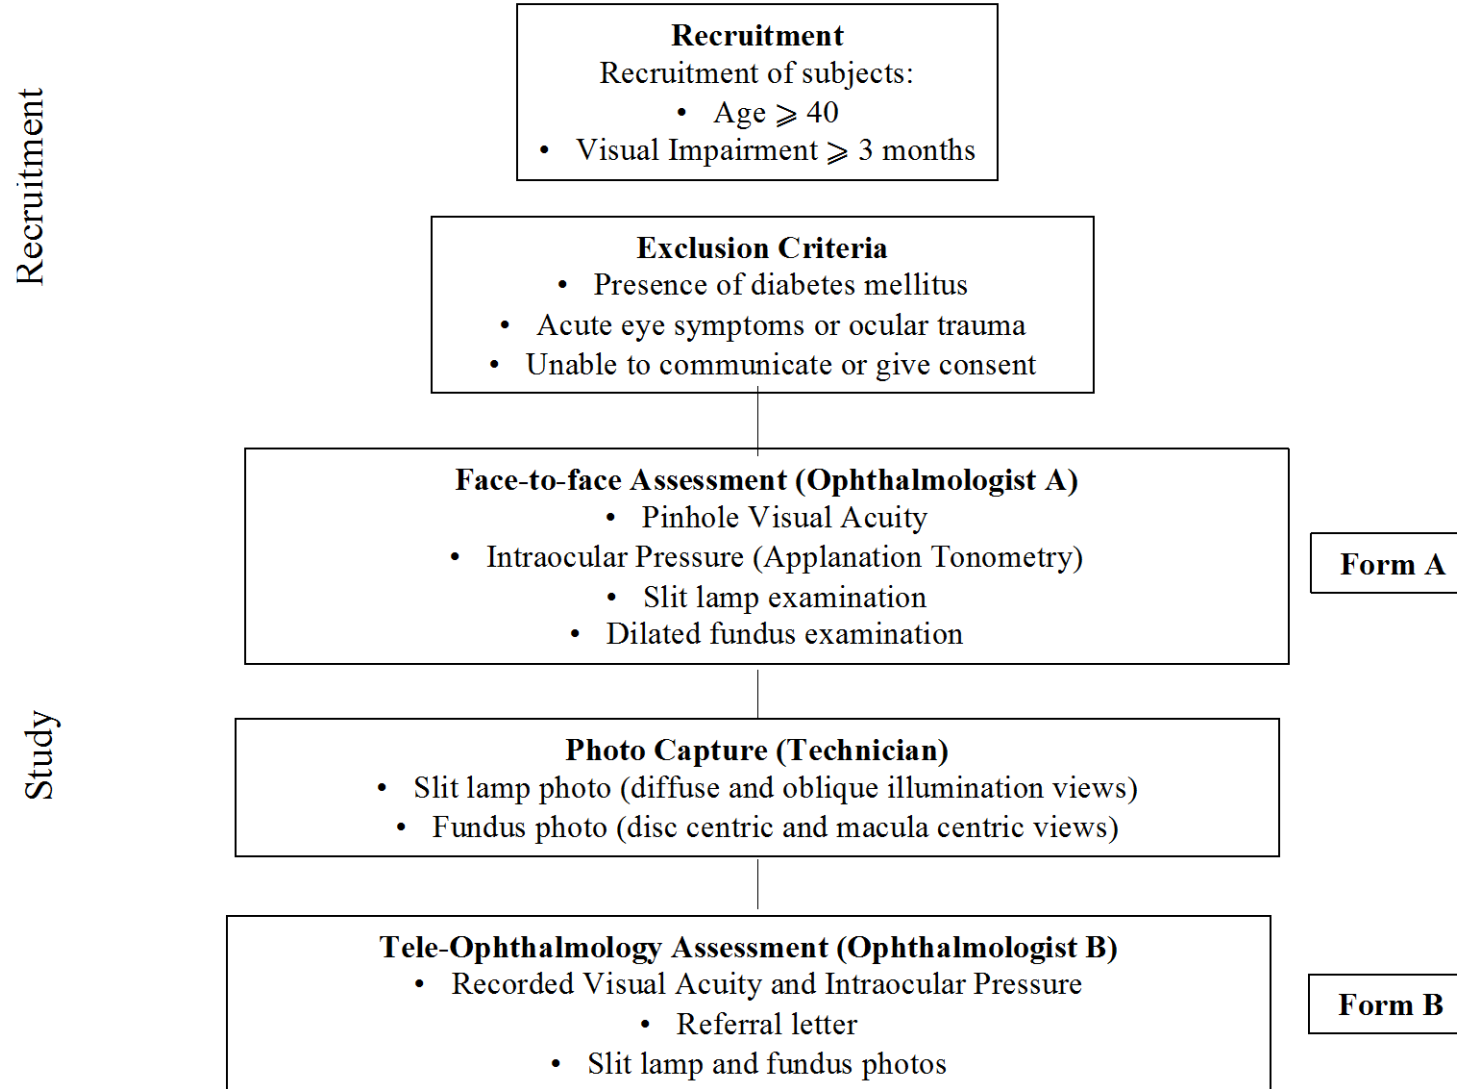 Recruitment
Recruitment
Recruitment of subjects:
• Age ⩾ 40
• Visual Impairment ⩾ 3 months
Exclusion Criteria
• Presence of diabetes mellitus
• Acute eye symptoms or ocular trauma
• Unable to communicate or give consent
Study
Face-to-face Assessment (Ophthalmologist A)
• Pinhole Visual Acuity
• Intraocular Pressure (Applanation Tonometry)
• Slit lamp examination
• Dilated fundus examination
Form A
Photo Capture (Technician)
• Slit lamp photo (diffuse and oblique illumination views)
• Fundus photo (disc centric and macula centric views)
Tele-Ophthalmology Assessment (Ophthalmologist B)
• Recorded Visual Acuity and Intraocular Pressure
• Referral letter
• Slit lamp and fundus photos
Form B